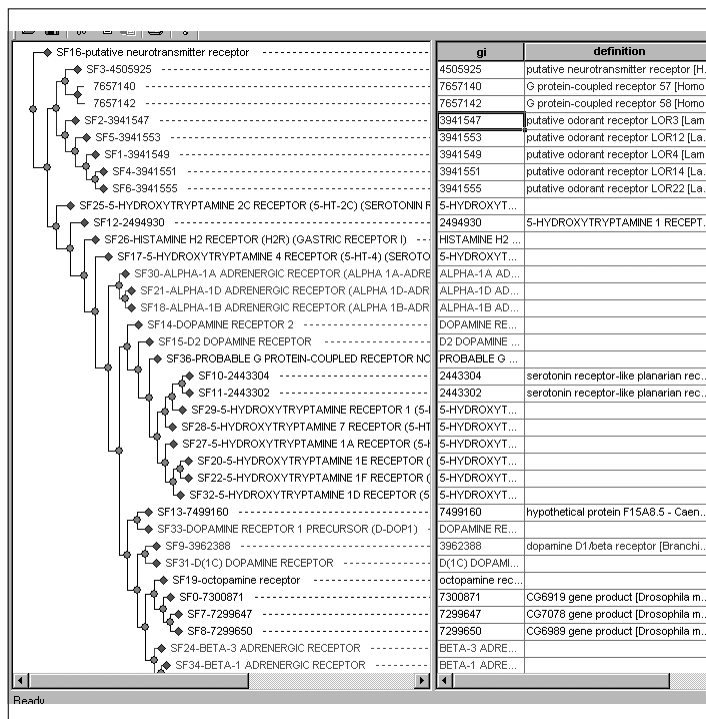 gi definition
SF16-putative neurotransmitter receptor
SF3-4505925 4505925 putative neurotransmitter receptor [H.
7657140 7657140 G protein-coupled receptor 57 [Homo
7657142 7657142 G protein-coupled receptor 58 [Homo
SF2-3941547 3941547 putative odorant receptor LOR3 [Lam
SF5-3941553 3941553 putative odorant receptor LOR12 [La.
SF1-3941549 3941549 putative odorant receptor LOR4 [Lam
SF4-3941551 3941551 putative odorant receptor LOR14 [La.
SF6-3941555 3941555 putative odorant receptor LOR22 [La.
SF25-5-HYDROXYTRYPTAMINE 2C RECEPTOR (5-HT-2C) (SEROTONIN R 5-HYDROXYT...
SF12-2494930 2494930 5-HYDROXYTRYPTAMINE 1 RECEPT.
SF26-HISTAMINE H2 RECEPTOR (H2R) (GASTRIC RECEPTOR I) HISTAMINE H2 ...
SF17-5-HYDROXYTRYPTAMINE 4 RECEPTOR (5-HT-4) (SEROTO 5-HYDROXYT...
SF30-ALPHA-1A ADRENERGIC RECEPTOR (ALPHA 1A-ADRE ALPHA-1A AD...
SF21-ALPHA-1D ADRENERGIC RECEPTOR (ALPHA 1D-ADR ALPHA-1D AD...
SF18-ALPHA-1B ADRENERGIC RECEPTOR (ALPHA 1B-ADR ALPHA-1B AD...
SF14-DOPAMINE RECEPTOR 2 DOPAMINE RE...
SF15-D2 DOPAMINE RECEPTOR D2 DOPAMINE ...
SF36-PROBABLE G PROTEIN-COUPLED RECEPTOR NO PROBABLE G ...
SF10-2443304 2443304 serotonin receptor-like planarian rec...
SF11-2443302 2443302 serotonin receptor-like planarian rec...
SF29-5-HYDROXYTRYPTAMINE RECEPTOR 1 (5-H 5-HYDROXYT...
SF28-5-HYDROXYTRYPTAMINE 7 RECEPTOR (5-HT 5-HYDROXYT...
SF27-5-HYDROXYTRYPTAMINE 1A RECEPTOR (5-H 5-HYDROXYT...
SF20-5-HYDROXYTRYPTAMINE 1E RECEPTOR ( 5-HYDROXYT...
SF22-5-HYDROXYTRYPTAMINE 1F RECEPTOR ( 5-HYDROXYT...
SF32-5-HYDROXYTRYPTAMINE 1D RECEPTOR (5 5-HYDROXYT...
SF13-7499160 7499160 hypothetical protein F15A8.5 - Caen..
SF33-DOPAMINE RECEPTOR 1 PRECURSOR (D-DOP1) DOPAMINE RE...
SF9-3962388 3962388 dopamine D1/beta receptor [Branchi..
SF31-D(1C) DOPAMINE RECEPTOR D(1C) DOPAMI...
SF19-octopamine receptor octopamine rec...
SF0-7300871 7300871 CG6919 gene product [Drosophila m..
SF7-7299647 7299647 CG7078 gene product [Drosophila m..
SF8-7299650 7299650 CG6989 gene product [Drosophila m..
SF24-BETA-3 ADRENERGIC RECEPTOR BETA-3 ADRE...
SF34-BETA-1 ADRENERGIC RECEPTOR BETA-1 ADRE...
Ready